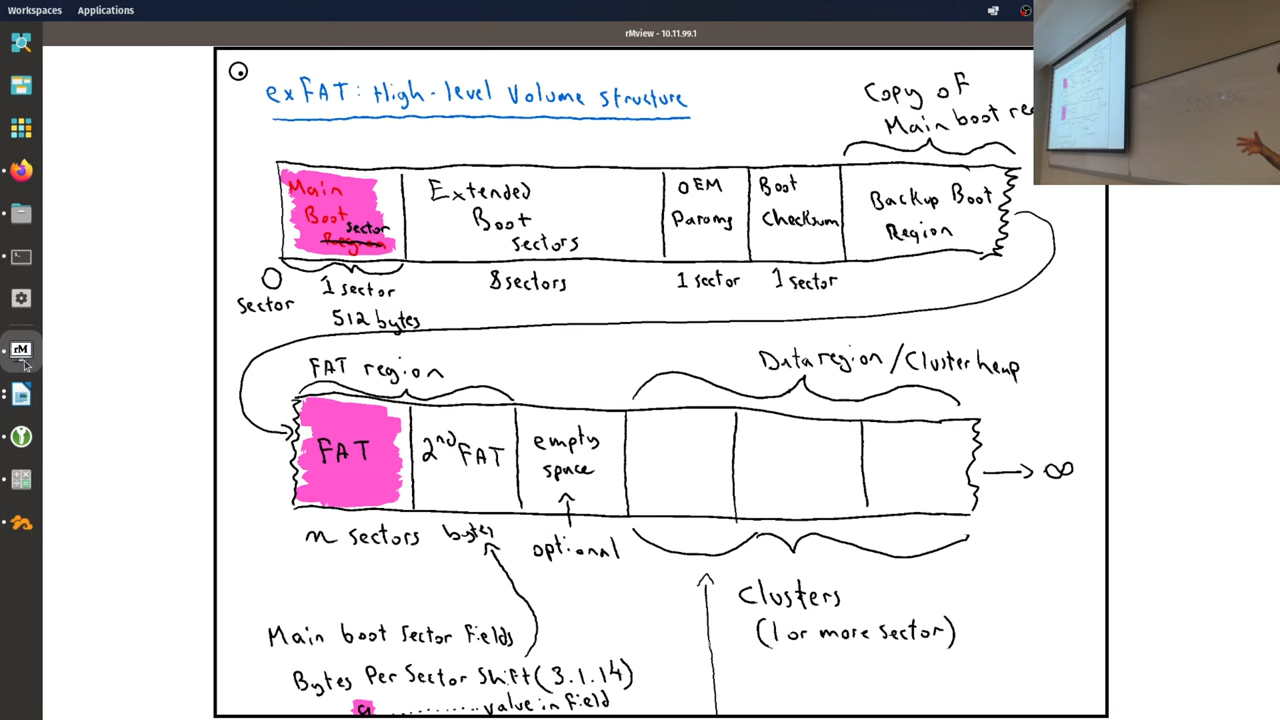 Workspaces Applications
rMview - 10.11.99.1
exFAT: High-level Volume Structure
Copy of
Main boot re
Main
Boot
sector
Region
Extended
Boot
sectors
OEM
Params
Boot
Checksum
Backup Boot
Region
0
Sector
1 sector
512 bytes
8 sectors
1 sector
1 sector
FAT region
Data region / Cluster heap
FAT
2nd FAT
empty
space
∞
n sectors bytes
optional
Clusters
(1 or more sector)
Main boot sector fields
Bytes Per Sector Shift (3.1.14)
9 .......... value in field
rM